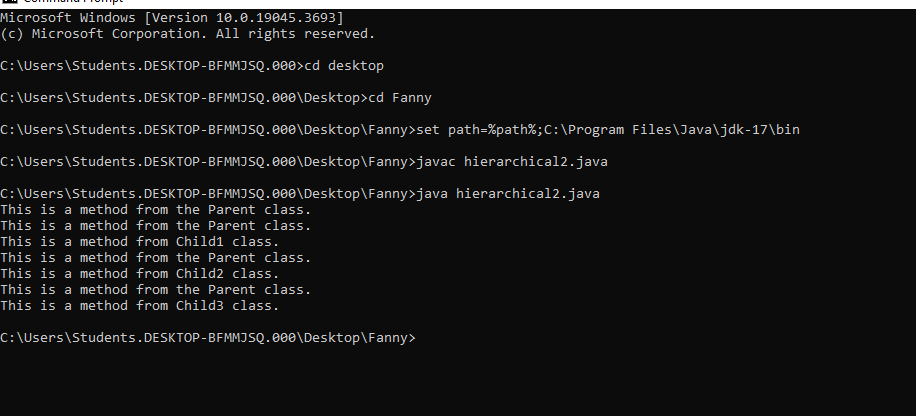 Command Prompt
Microsoft Windows [Version 10.0.19045.3693]
(c) Microsoft Corporation. All rights reserved.
C:\Users\Students.DESKTOP-BFMMJSQ.000>cd desktop
C:\Users\Students.DESKTOP-BFMMJSQ.000\Desktop>cd Fanny
C:\Users\Students.DESKTOP-BFMMJSQ.000\Desktop\Fanny>set path=%path%;C:\Program Files\Java\jdk-17\bin
C:\Users\Students.DESKTOP-BFMMJSQ.000\Desktop\Fanny>javac hierarchical2.java
C:\Users\Students.DESKTOP-BFMMJSQ.000\Desktop\Fanny>java hierarchical2.java
This is a method from the Parent class.
This is a method from the Parent class.
This is a method from Child1 class.
This is a method from the Parent class.
This is a method from Child2 class.
This is a method from the Parent class.
This is a method from Child3 class.
C:\Users\Students.DESKTOP-BFMMJSQ.000\Desktop\Fanny>